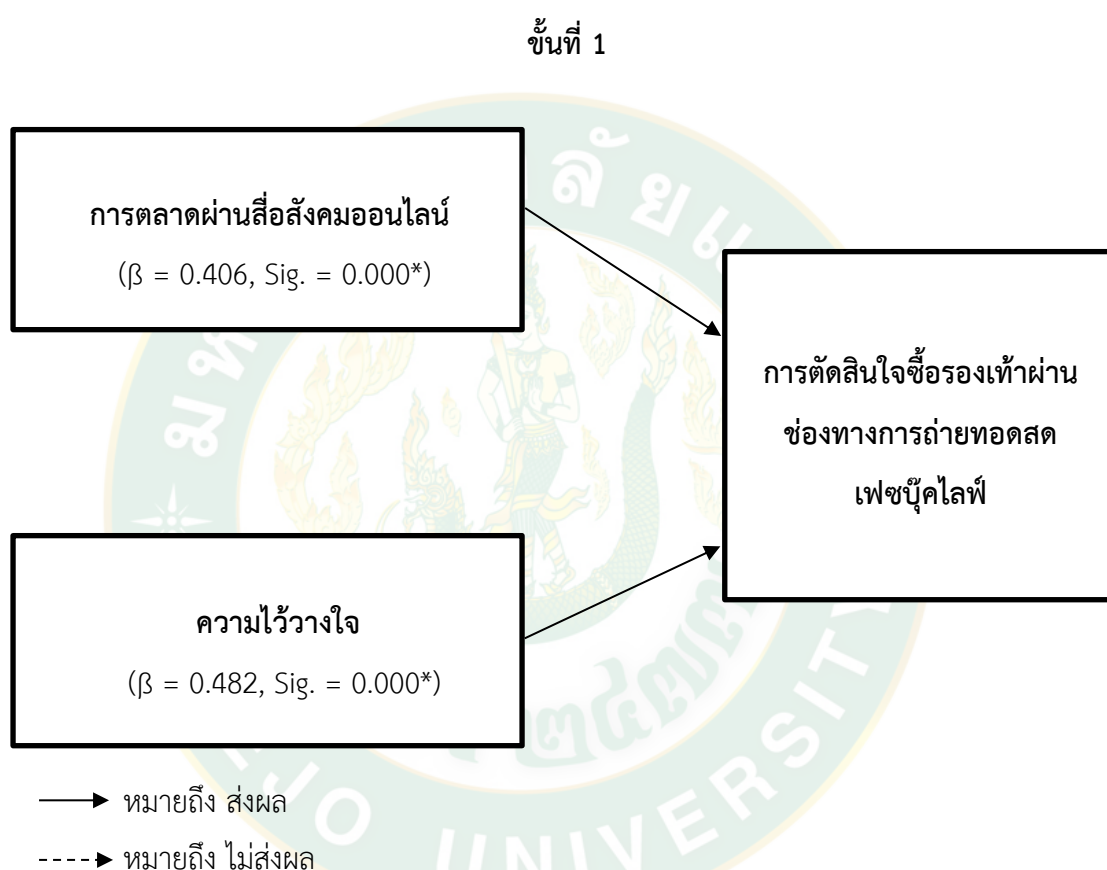 ขั้นที่ 1
การตลาดผ่านสื่อสังคมออนไลน์
(β = 0.406, Sig. = 0.000*)
การตัดสินใจซื้อรองเท้าผ่าน
ช่องทางการถ่ายทอดสด
เฟซบุ๊คไลฟ์
ความไว้วางใจ
(β = 0.482, Sig. = 0.000*)
หมายถึง ส่งผล
หมายถึง ไม่ส่งผล
UNIVERSITY